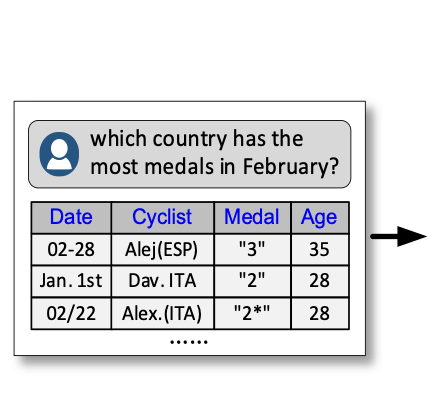 which country has the
most medals in February?
Date Cyclist Medal Age
02-28 Alej(ESP) "3" 35
Jan. 1st Dav. ITA "2" 28
02/22 Alex.(ITA) "2*" 28
......